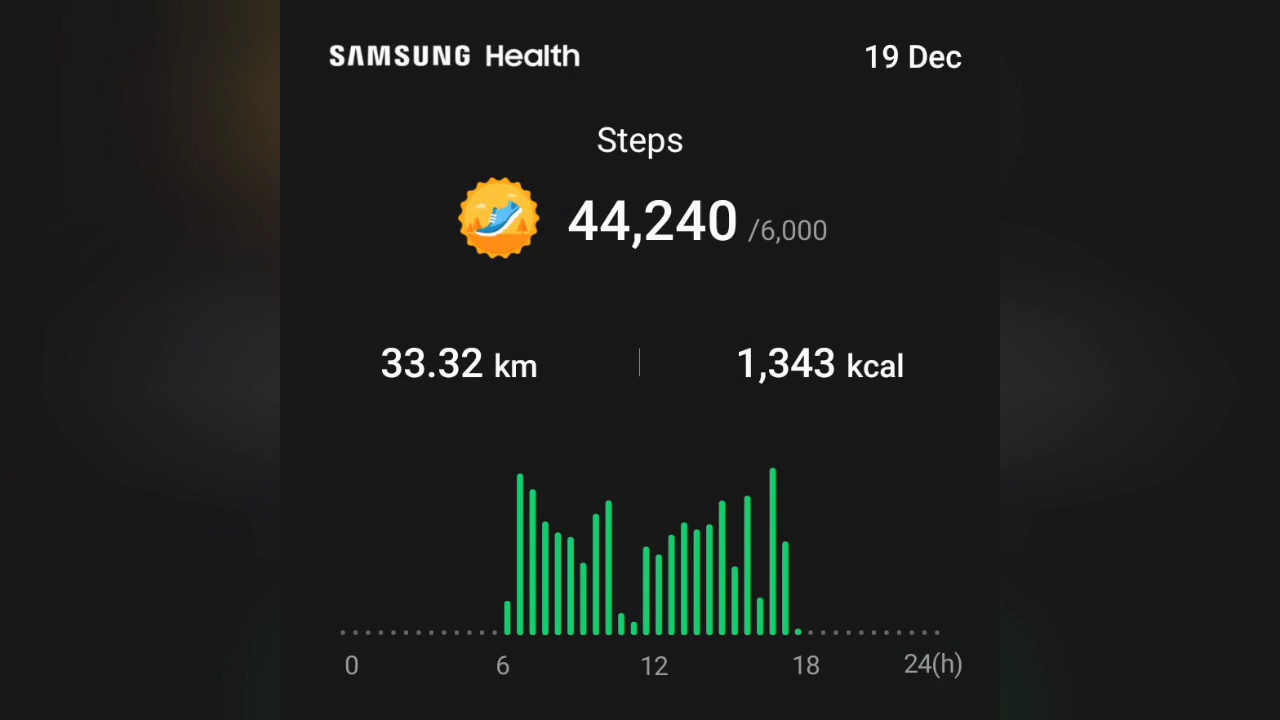 SAMSUNG Health 19 Dec
Steps
44,240 /6,000
33.32 km 1,343 kcal
0 6 12 18 24(h)